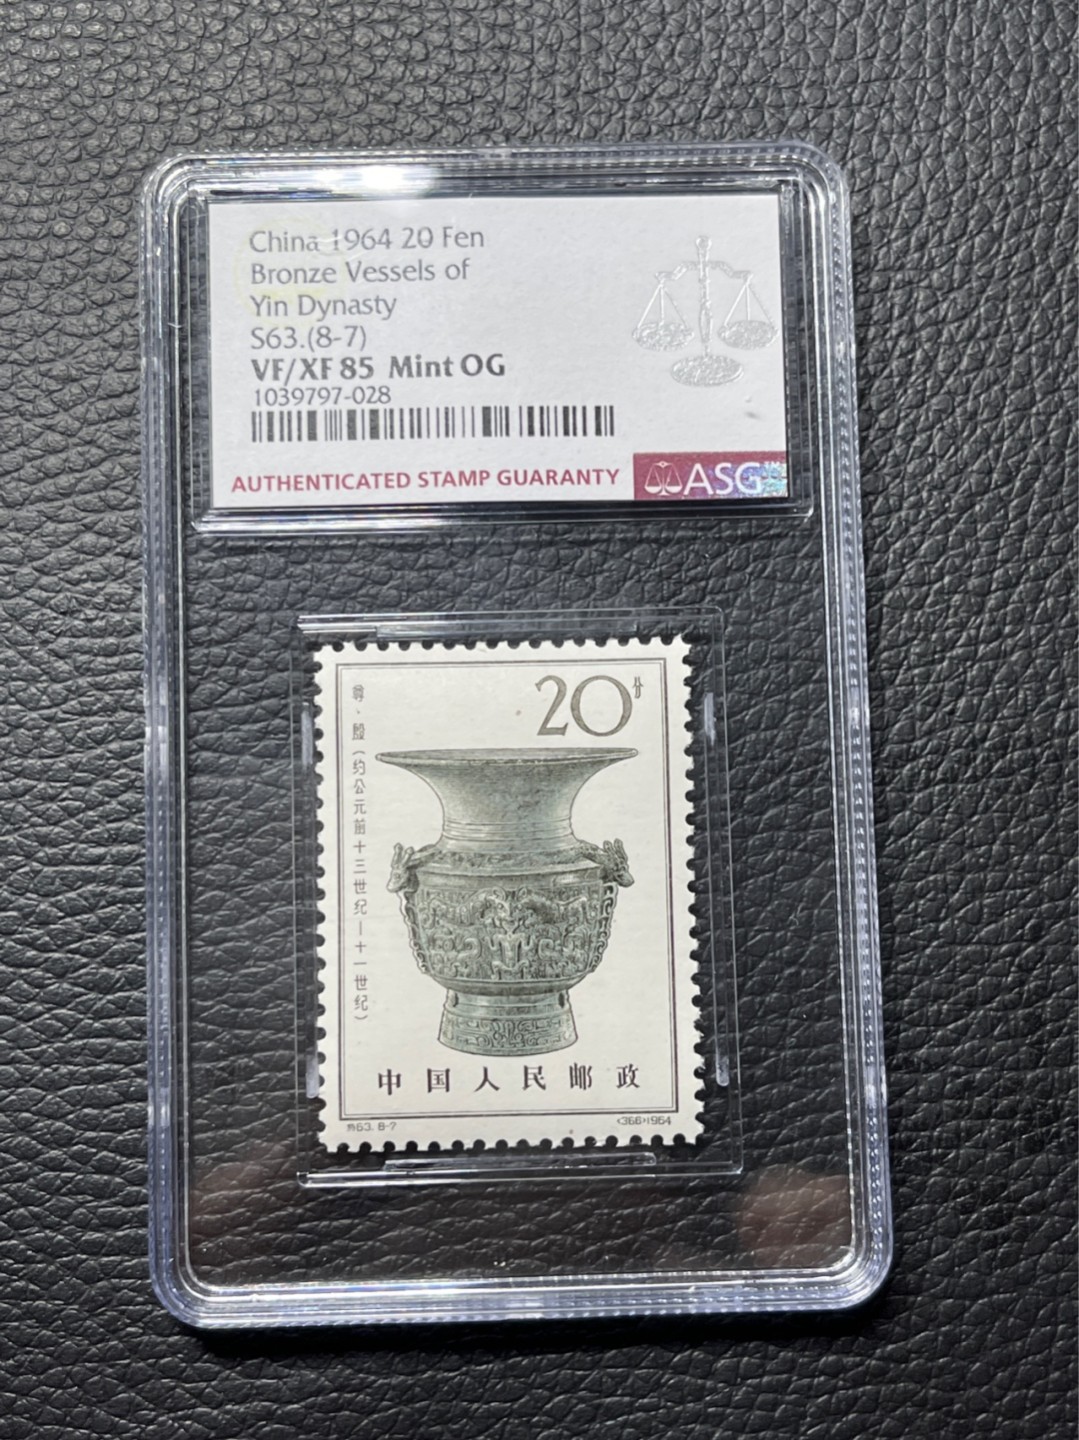 China 1964 20 Fen
Bronze Vessels of
Yin Dynasty
S63.(8-7)
VF/XF 85 Mint OG
1039797-028
AUTHENTICATED STAMP GUARANTY
ASG
20分
尊、殷（约公元前十三世纪—十一世纪）
中国人民邮政
特63. 8-7
<366>1964